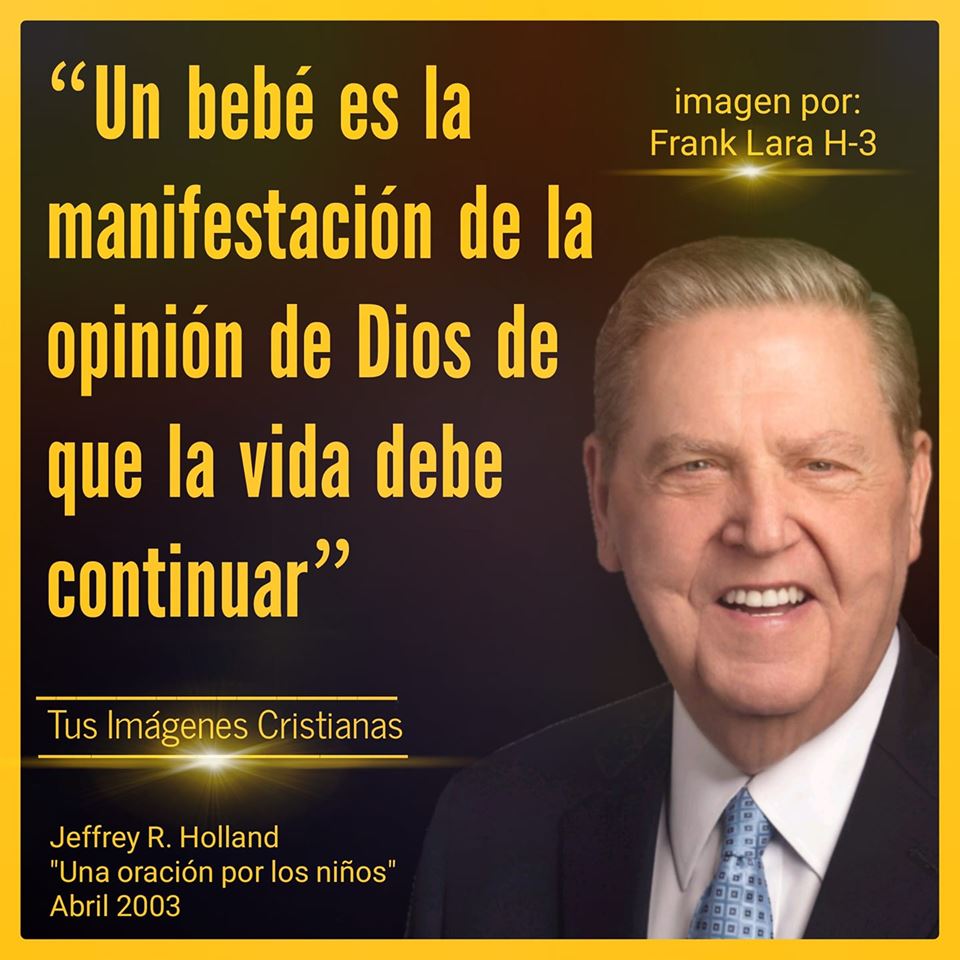 “Un bebé es la
manifestación de la
opinión de Dios de
que la vida debe
continuar”
imagen por:
Frank Lara H-3
Tus Imágenes Cristianas
Jeffrey R. Holland
"Una oración por los niños"
Abril 2003